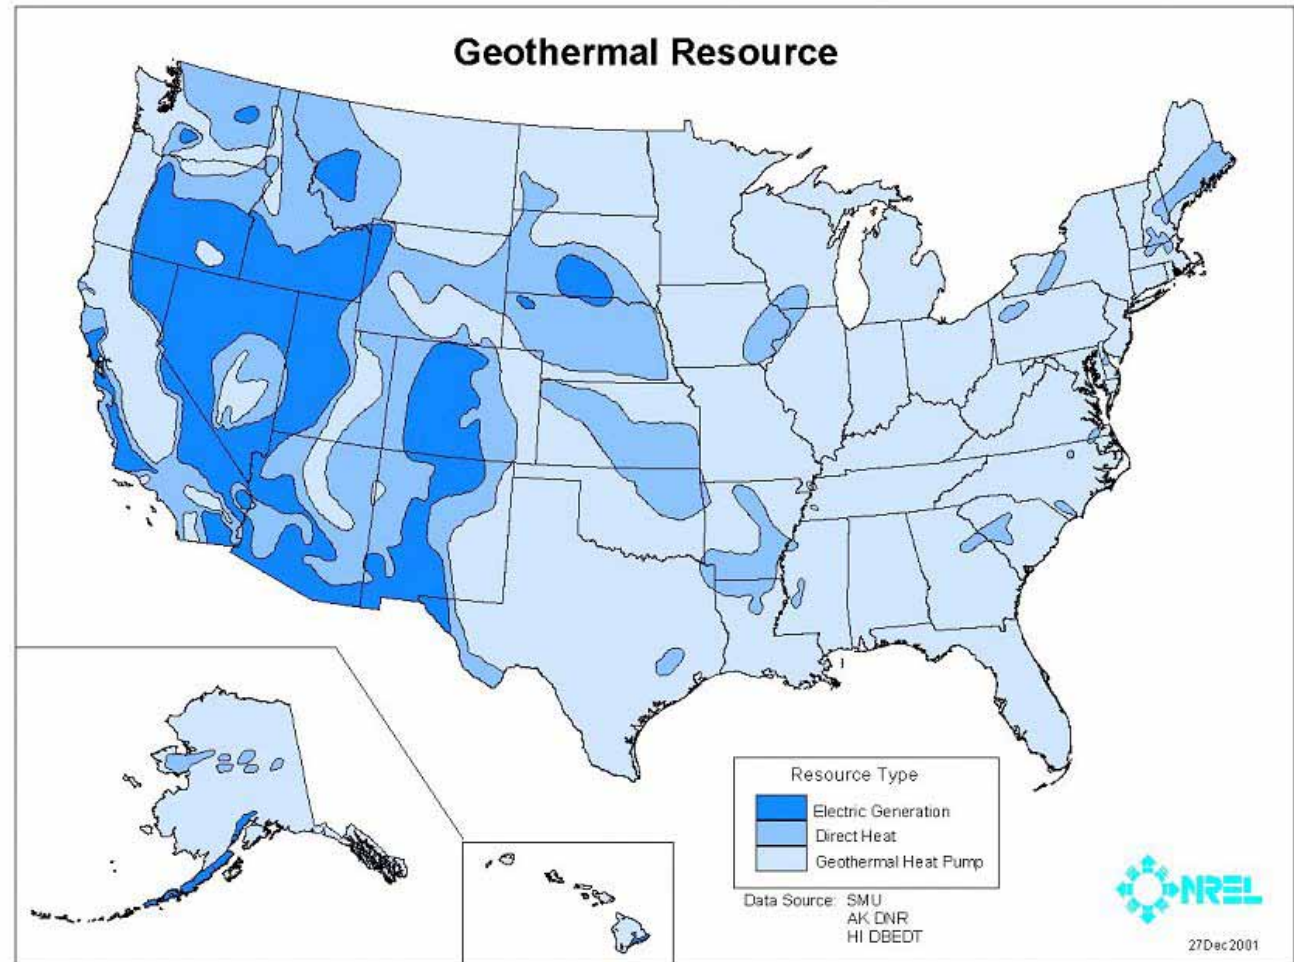 Geothermal Resource
Resource Type
Electric Generation
Direct Heat
Geothermal Heat Pump
Data Source: SMU
AK DNR
HI DBEDT
NREL
27Dec2001